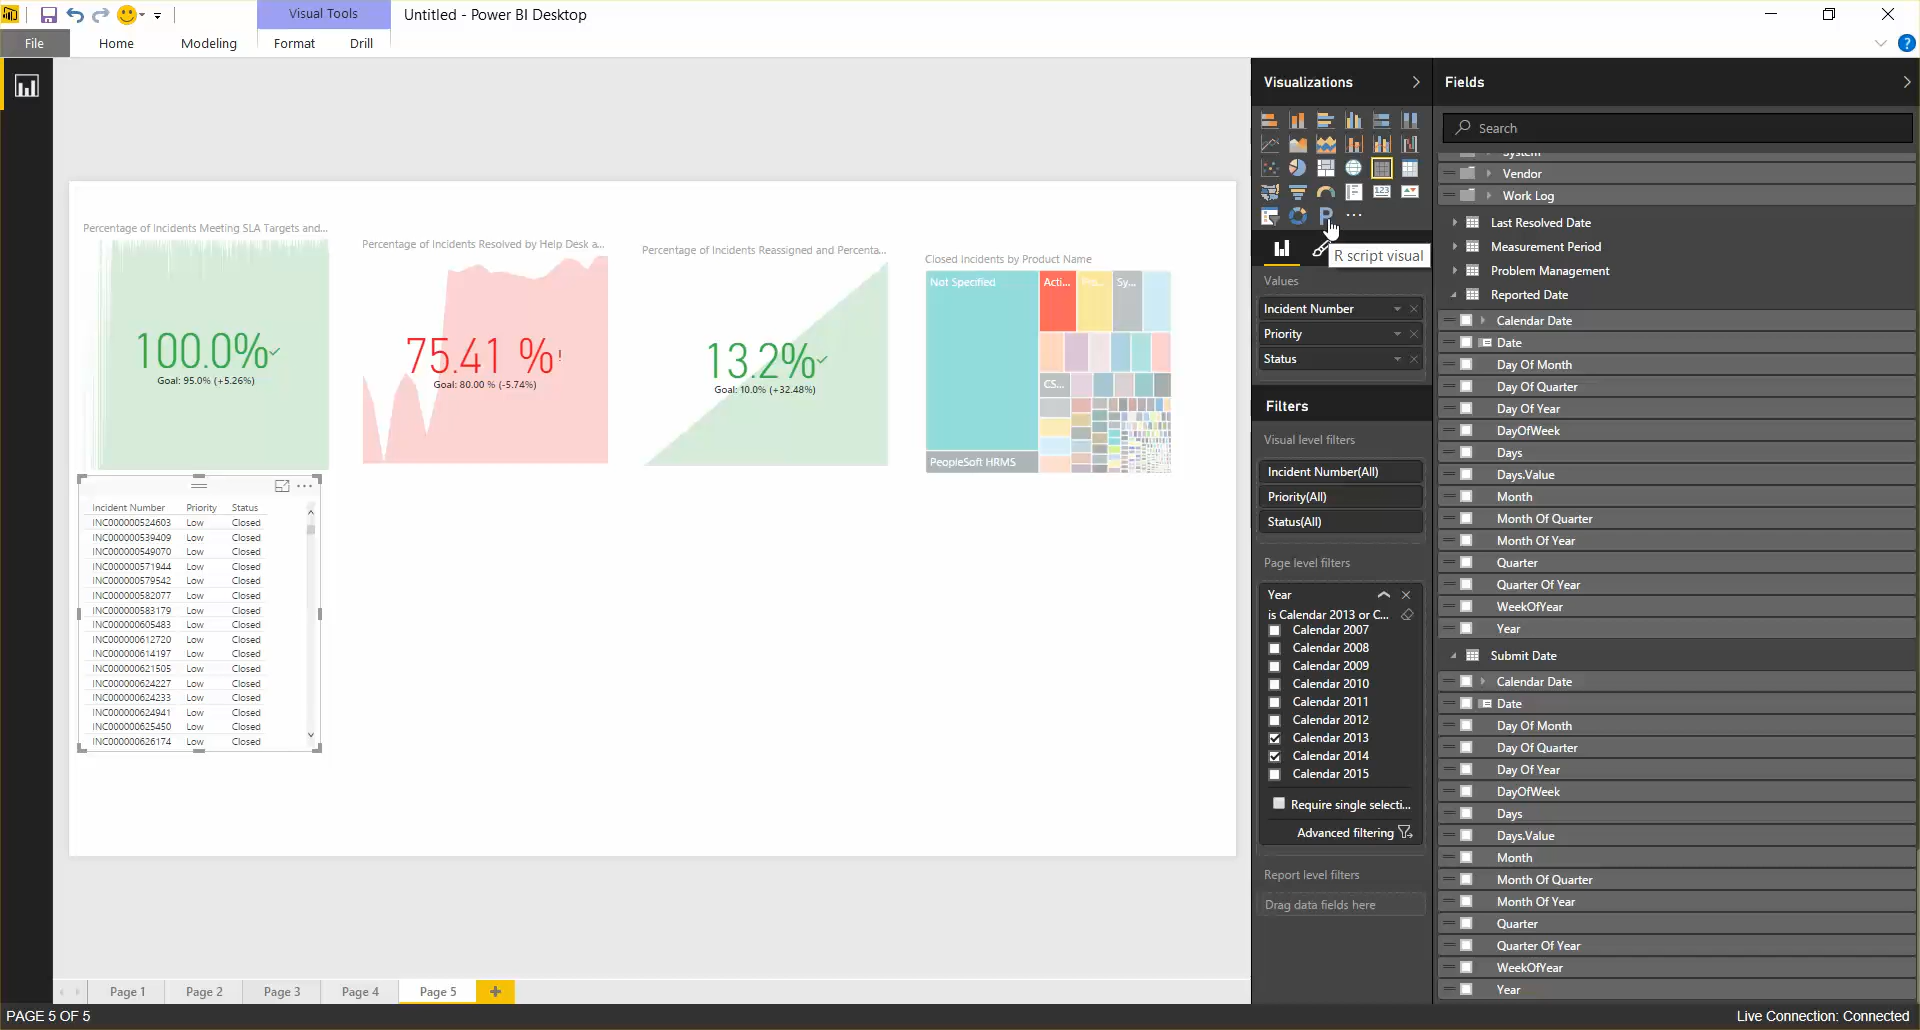 Visual Tools
Untitled - Power BI Desktop
File
Home
Modeling
Format
Drill
?
Percentage of Incidents Meeting SLA Targets and...
100.0%
Goal: 95.0% (+5.26%)
Percentage of Incidents Resolved by Help Desk a...
75.41 %!
Goal: 80.00 % (-5.74%)
Percentage of Incidents Reassigned and Percenta...
13.2%
Goal: 10.0% (+32.48%)
Closed Incidents by Product Name
Not Specified
Acti...
Sy...
CS...
PeopleSoft HRMS
Incident Number Priority Status
INC000000524603 Low Closed
INC000000539409 Low Closed
INC000000549070 Low Closed
INC000000571944 Low Closed
INC000000579542 Low Closed
INC000000582077 Low Closed
INC000000583179 Low Closed
INC000000605483 Low Closed
INC000000612720 Low Closed
INC000000614197 Low Closed
INC000000621505 Low Closed
INC000000624227 Low Closed
INC000000624233 Low Closed
INC000000624941 Low Closed
INC000000625450 Low Closed
INC000000626174 Low Closed
Page 1
Page 2
Page 3
Page 4
Page 5
PAGE 5 OF 5
Visualizations
123
R
R script visual
Values
Incident Number
Priority
Status
Filters
Visual level filters
Incident Number(All)
Priority(All)
Status(All)
Page level filters
Year
is Calendar 2013 or C...
Calendar 2007
Calendar 2008
Calendar 2009
Calendar 2010
Calendar 2011
Calendar 2012
Calendar 2013
Calendar 2014
Calendar 2015
Require single selecti...
Advanced filtering
Report level filters
Drag data fields here
Fields
Search
System
Vendor
Work Log
Last Resolved Date
Measurement Period
Problem Management
Reported Date
Calendar Date
Date
Day Of Month
Day Of Quarter
Day Of Year
DayOfWeek
Days
Days.Value
Month
Month Of Quarter
Month Of Year
Quarter
Quarter Of Year
WeekOfYear
Year
Submit Date
Calendar Date
Date
Day Of Month
Day Of Quarter
Day Of Year
DayOfWeek
Days
Days.Value
Month
Month Of Quarter
Month Of Year
Quarter
Quarter Of Year
WeekOfYear
Year
Live Connection: Connected